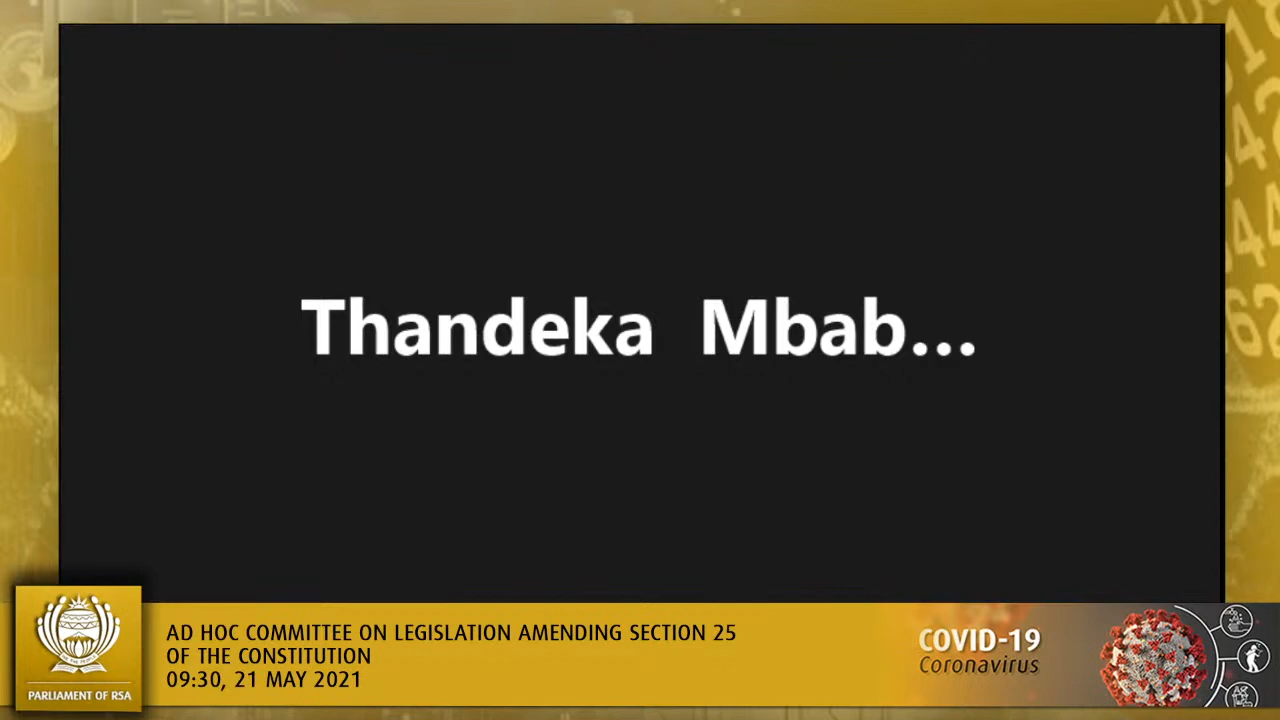 Thandeka Mbab...
AD HOC COMMITTEE ON LEGISLATION AMENDING SECTION 25
OF THE CONSTITUTION
09:30, 21 MAY 2021
PARLIAMENT OF RSA
COVID-19
Coronavirus